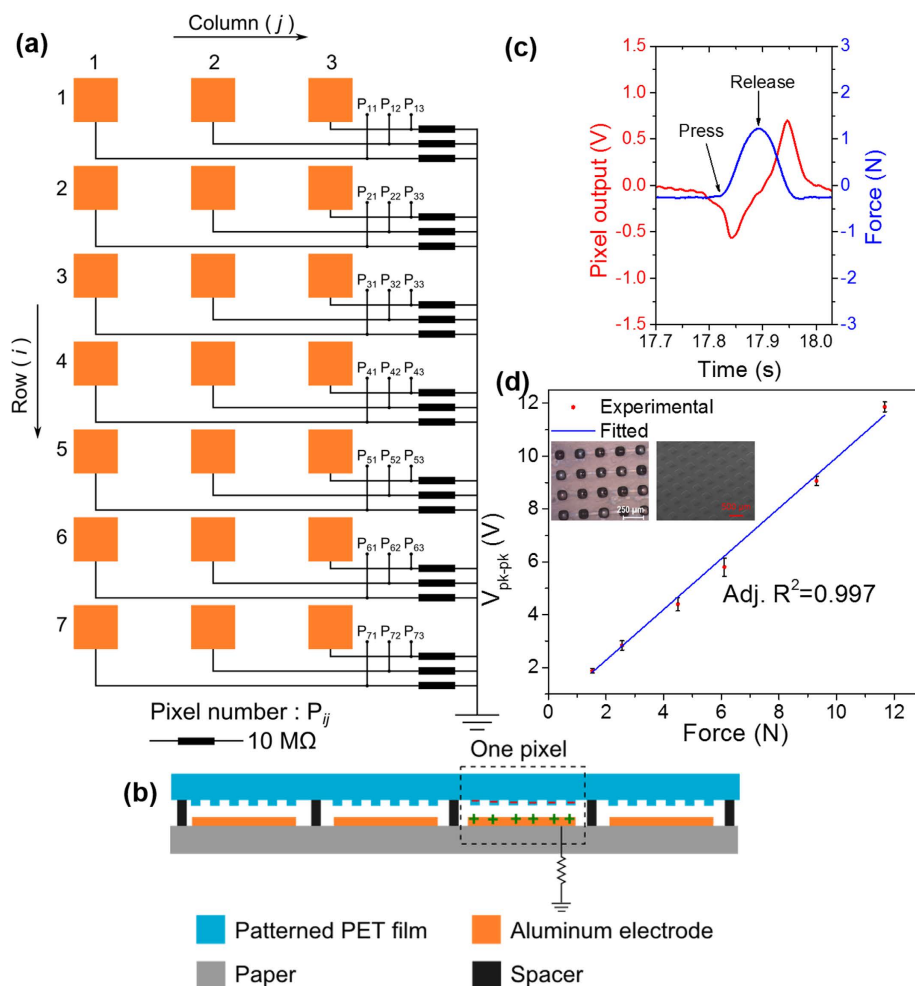 (a)
Column ( j )
1 2 3
1
P11 P12 P13
2
P21 P22 P33
3
P31 P32 P33
4
P41 P42 P43
5
P51 P52 P53
6
P61 P62 P63
7
P71 P72 P73
Row ( i )
Pixel number : Pij
10 MΩ
(c)
1.5
1.0
0.5
0.0
-0.5
-1.0
-1.5
Pixel output (V)
Press
Release
3
2
1
0
-1
-2
-3
Force (N)
17.7 17.8 17.9 18.0
Time (s)
(d)
Experimental
Fitted
250 μm
Adj. R²=0.997
12
10
8
6
4
2
Vpk-pk (V)
0 2 4 6 8 10 12
Force (N)
(b)
One pixel
Patterned PET film
Aluminum electrode
Paper
Spacer